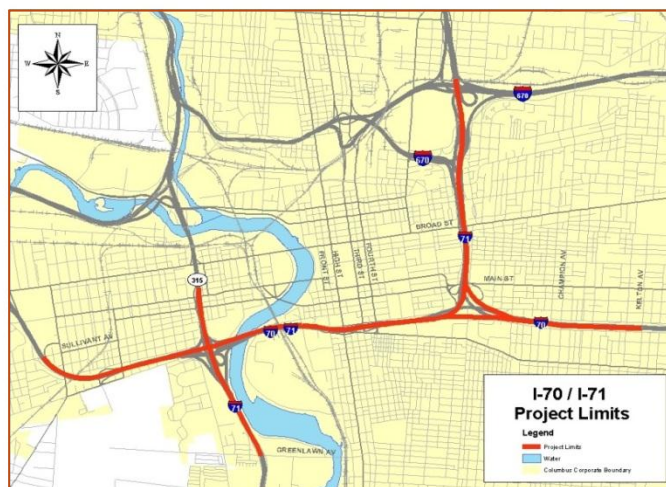 N
W E
S
670
670
BROAD ST
71
FRONT ST
HIGH ST
THIRD ST
FOURTH ST
CHAMPION AV
KELTON AV
MAIN ST
315
SULLIVANT AV
70 71
70
71
GREENLAWN AV
I-70 / I-71
Project Limits
Legend
Project Limits
Water
Columbus Corporate Boundary